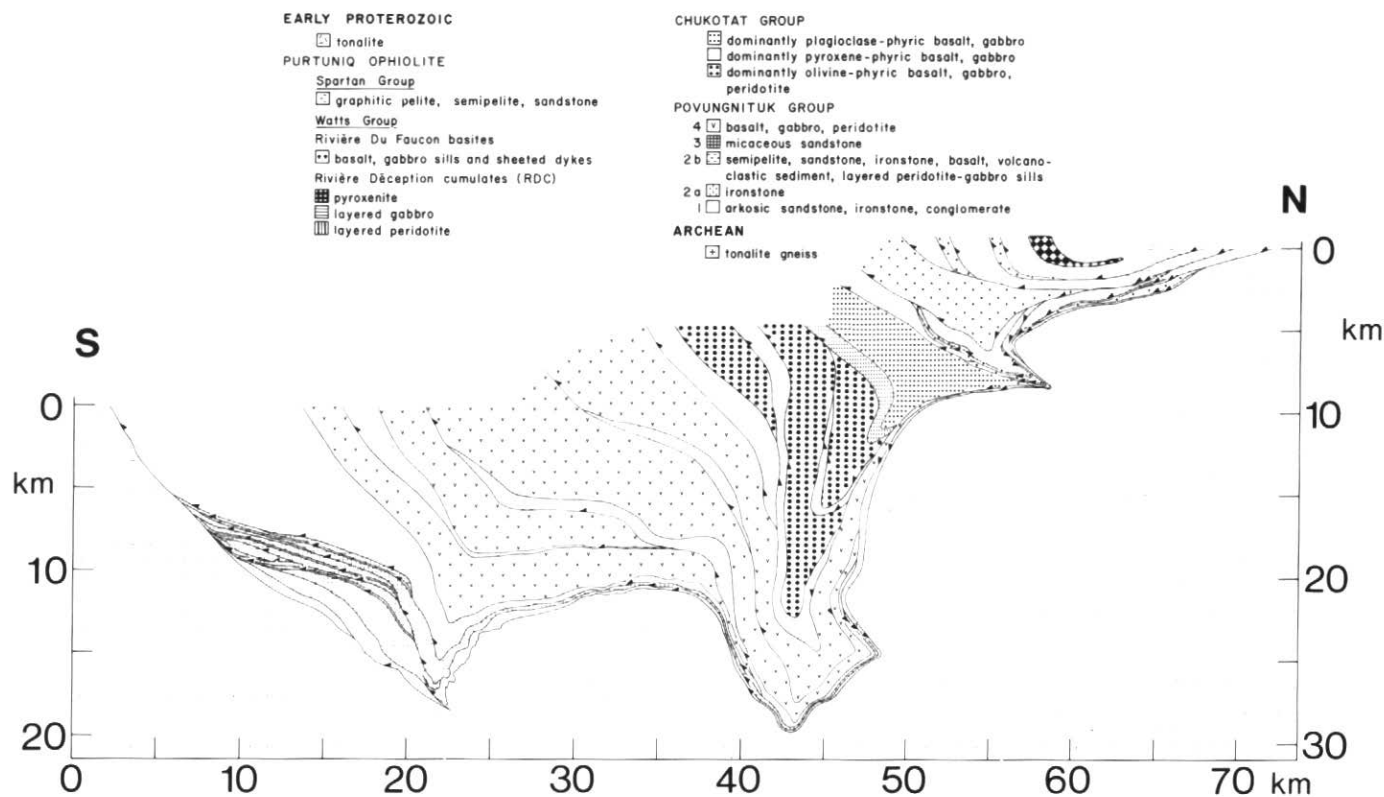 EARLY PROTEROZOIC
tonalite
PURTUNIQ OPHIOLITE
Spartan Group
graphitic pelite, semipelite, sandstone
Watts Group
Rivière Du Faucon basites
basalt, gabbro sills and sheeted dykes
Rivière Déception cumulates (RDC)
pyroxenite
layered gabbro
layered peridotite
CHUKOTAT GROUP
dominantly plagioclase-phyric basalt, gabbro
dominantly pyroxene-phyric basalt, gabbro
dominantly olivine-phyric basalt, gabbro,
peridotite
POVUNGNITUK GROUP
4 v basalt, gabbro, peridotite
3 micaceous sandstone
2b semipelite, sandstone, ironstone, basalt, volcano-
clastic sediment, layered peridotite-gabbro sills
2a ironstone
1 arkosic sandstone, ironstone, conglomerate
ARCHEAN
+ tonalite gneiss
N
0
km
10
20
30
S
0
km
10
20
0 10 20 30 40 50 60 70 km